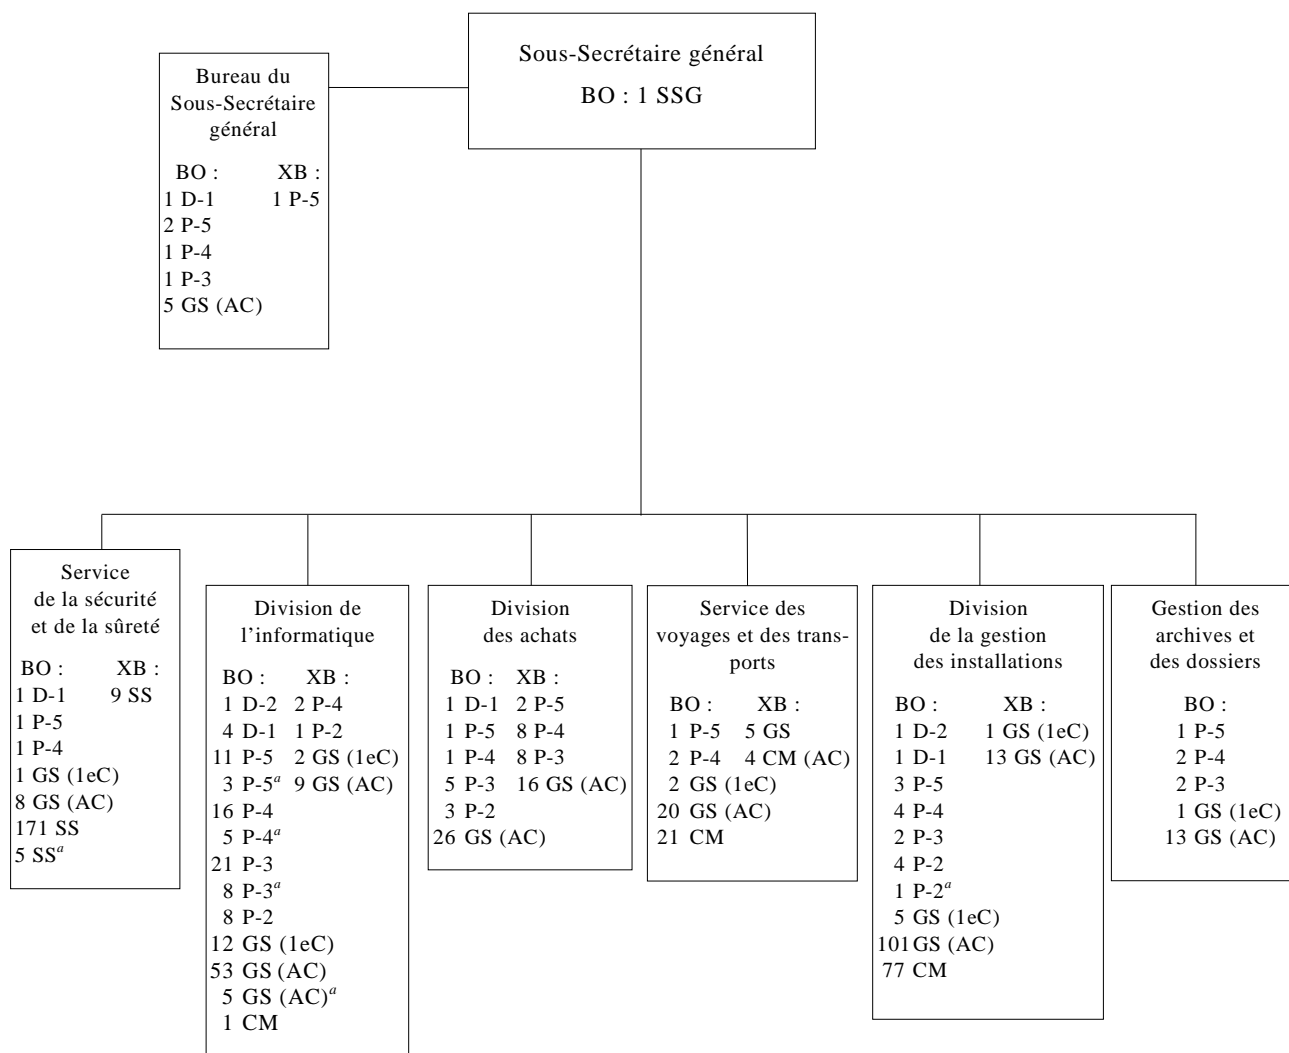 Sous-Secrétaire général
BO : 1 SSG
Bureau du
Sous-Secrétaire
général
BO : XB :
1 D-1 1 P-5
2 P-5
1 P-4
1 P-3
5 GS (AC)
Service
de la sécurité
et de la sûreté
BO : XB :
1 D-1 9 SS
1 P-5
1 P-4
1 GS (1eC)
8 GS (AC)
171 SS
5 SSa
Division de
l’informatique
BO : XB :
1 D-2 2 P-4
4 D-1 1 P-2
11 P-5 2 GS (1eC)
3 P-5a 9 GS (AC)
16 P-4
5 P-4a
21 P-3
8 P-3a
8 P-2
12 GS (1eC)
53 GS (AC)
5 GS (AC)a
1 CM
Division
des achats
BO : XB :
1 D-1 2 P-5
1 P-5 8 P-4
1 P-4 8 P-3
5 P-3 16 GS (AC)
3 P-2
26 GS (AC)
Service des
voyages et des trans-
ports
BO : XB :
1 P-5 5 GS
2 P-4 4 CM (AC)
2 GS (1eC)
20 GS (AC)
21 CM
Division
de la gestion
des installations
BO : XB :
1 D-2 1 GS (1eC)
1 D-1 13 GS (AC)
3 P-5
4 P-4
2 P-3
4 P-2
1 P-2a
5 GS (1eC)
101 GS (AC)
77 CM
Gestion des
archives et
des dossiers
BO :
1 P-5
2 P-4
2 P-3
1 GS (1eC)
13 GS (AC)